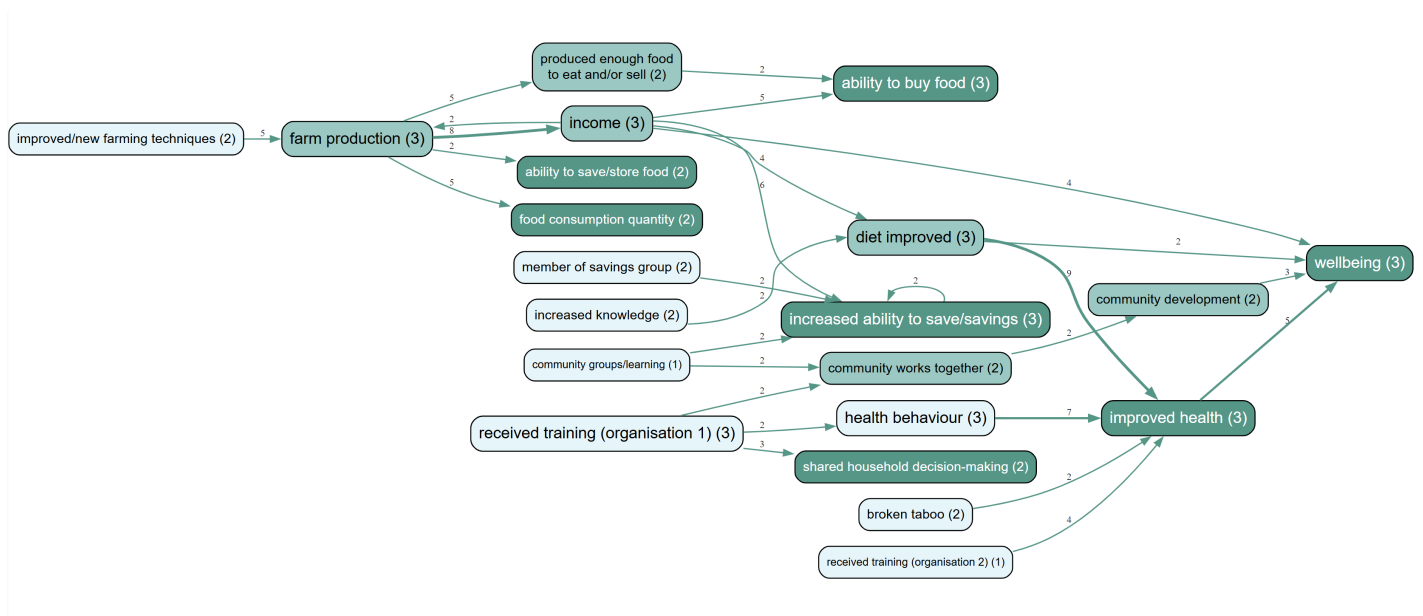 produced enough food
to eat and/or sell (2)
2
ability to buy food (3)
5
5
2
income (3)
improved/new farming techniques (2)
5
farm production (3)
8
2
4
ability to save/store food (2)
6
4
5
food consumption quantity (2)
diet improved (3)
2
wellbeing (3)
member of savings group (2)
2
9
3
2
2
community development (2)
increased knowledge (2)
increased ability to save/savings (3)
5
2
2
community groups/learning (1)
2
community works together (2)
2
received training (organisation 1) (3)
2
health behaviour (3)
7
improved health (3)
3
shared household decision-making (2)
2
broken taboo (2)
4
received training (organisation 2) (1)